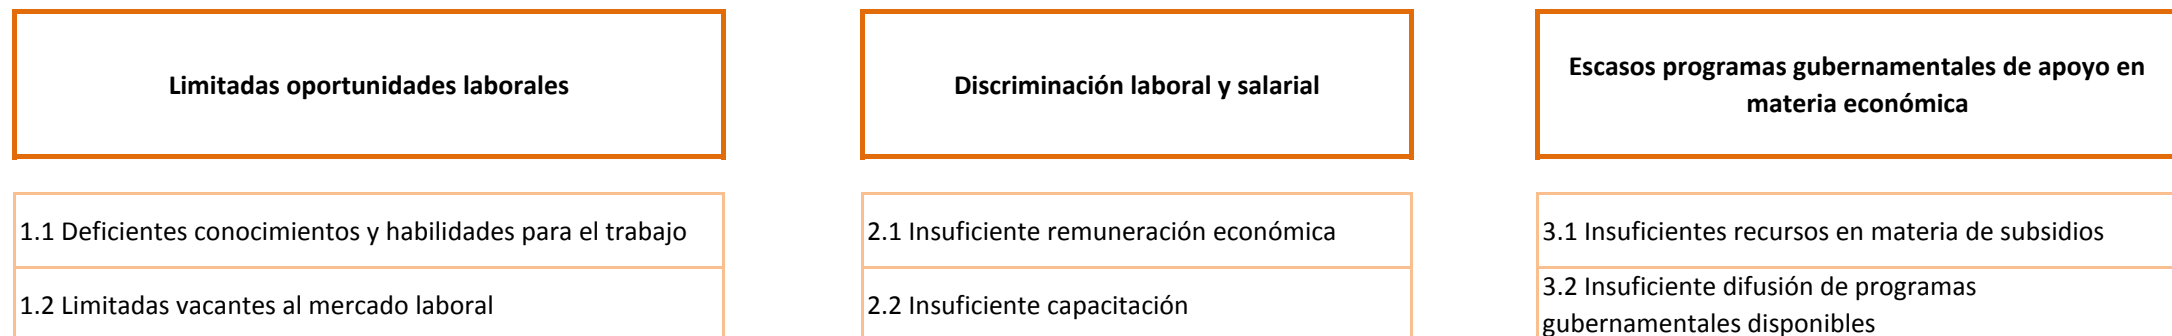 Limitadas oportunidades laborales
Discriminación laboral y salarial
Escasos programas gubernamentales de apoyo en
materia económica
1.1 Deficientes conocimientos y habilidades para el trabajo
2.1 Insuficiente remuneración económica
3.1 Insuficientes recursos en materia de subsidios
1.2 Limitadas vacantes al mercado laboral
2.2 Insuficiente capacitación
3.2 Insuficiente difusión de programas
gubernamentales disponibles